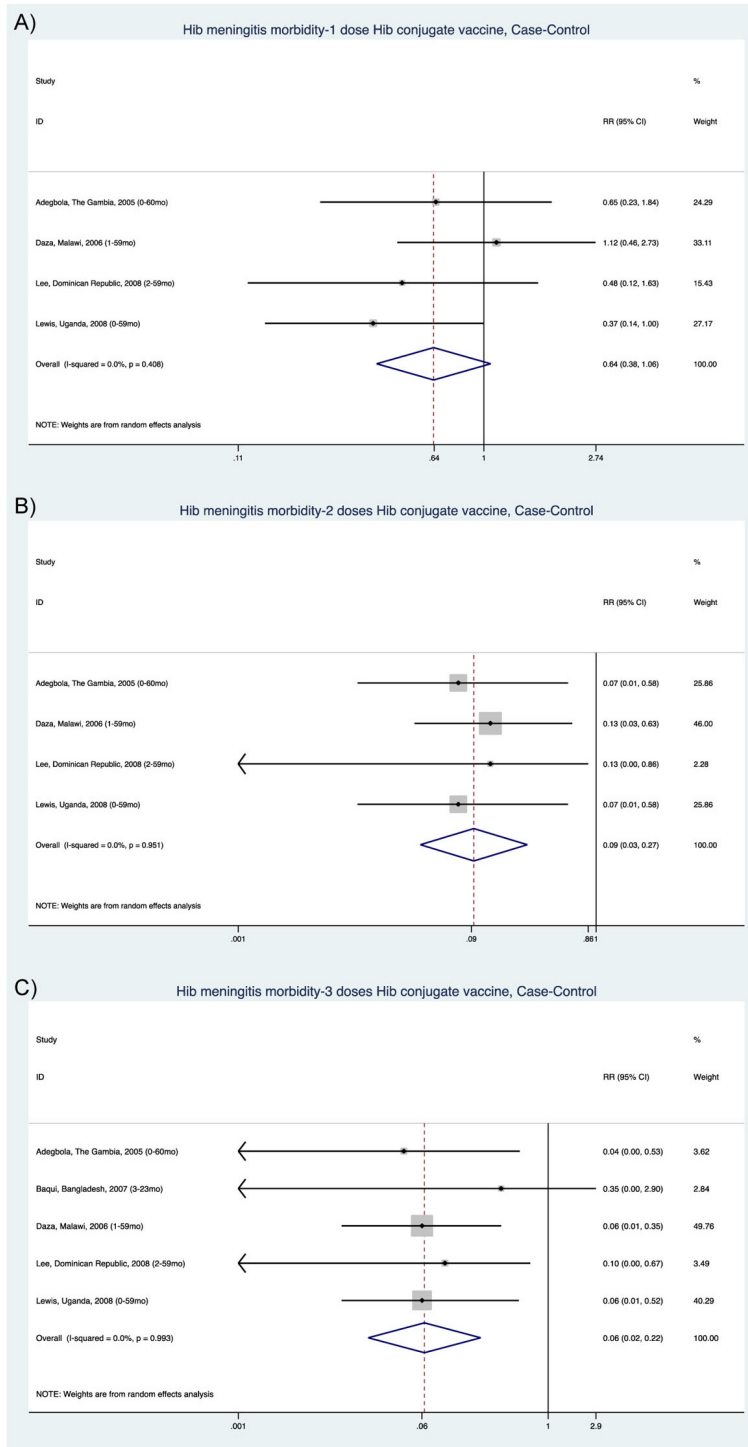 A)
Hib meningitis morbidity-1 dose Hib conjugate vaccine, Case-Control
Study %
ID RR (95% CI) Weight
Adegbola, The Gambia, 2005 (0-60mo) 0.65 (0.23, 1.84) 24.29
Daza, Malawi, 2006 (1-59mo) 1.12 (0.46, 2.73) 33.11
Lee, Dominican Republic, 2008 (2-59mo) 0.48 (0.12, 1.63) 15.43
Lewis, Uganda, 2008 (0-59mo) 0.37 (0.14, 1.00) 27.17
Overall (I-squared = 0.0%, p = 0.408) 0.64 (0.38, 1.06) 100.00
NOTE: Weights are from random effects analysis
.11 .64 1 2.74
B)
Hib meningitis morbidity-2 doses Hib conjugate vaccine, Case-Control
Study %
ID RR (95% CI) Weight
Adegbola, The Gambia, 2005 (0-60mo) 0.07 (0.01, 0.58) 25.86
Daza, Malawi, 2006 (1-59mo) 0.13 (0.03, 0.63) 46.00
Lee, Dominican Republic, 2008 (2-59mo) 0.13 (0.00, 0.86) 2.28
Lewis, Uganda, 2008 (0-59mo) 0.07 (0.01, 0.58) 25.86
Overall (I-squared = 0.0%, p = 0.951) 0.09 (0.03, 0.27) 100.00
NOTE: Weights are from random effects analysis
.001 .09 .861
C)
Hib meningitis morbidity-3 doses Hib conjugate vaccine, Case-Control
Study %
ID RR (95% CI) Weight
Adegbola, The Gambia, 2005 (0-60mo) 0.04 (0.00, 0.53) 3.62
Baqui, Bangladesh, 2007 (3-23mo) 0.35 (0.00, 2.90) 2.84
Daza, Malawi, 2006 (1-59mo) 0.06 (0.01, 0.35) 49.76
Lee, Dominican Republic, 2008 (2-59mo) 0.10 (0.00, 0.67) 3.49
Lewis, Uganda, 2008 (0-59mo) 0.06 (0.01, 0.52) 40.29
Overall (I-squared = 0.0%, p = 0.993) 0.06 (0.02, 0.22) 100.00
NOTE: Weights are from random effects analysis
.001 .06 1 2.9